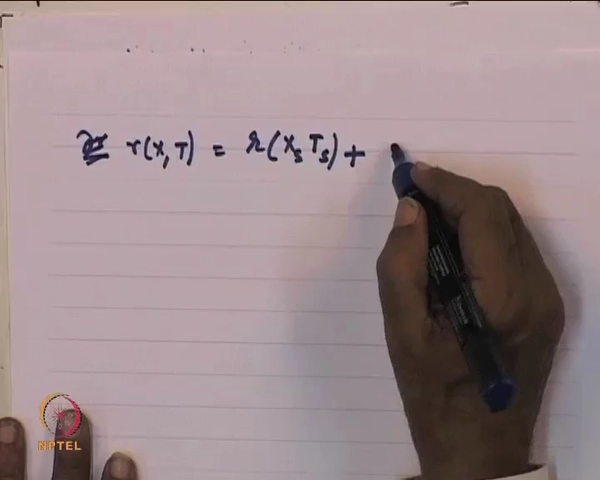 r(X, T) = r(Xs Ts) +
NPTEL